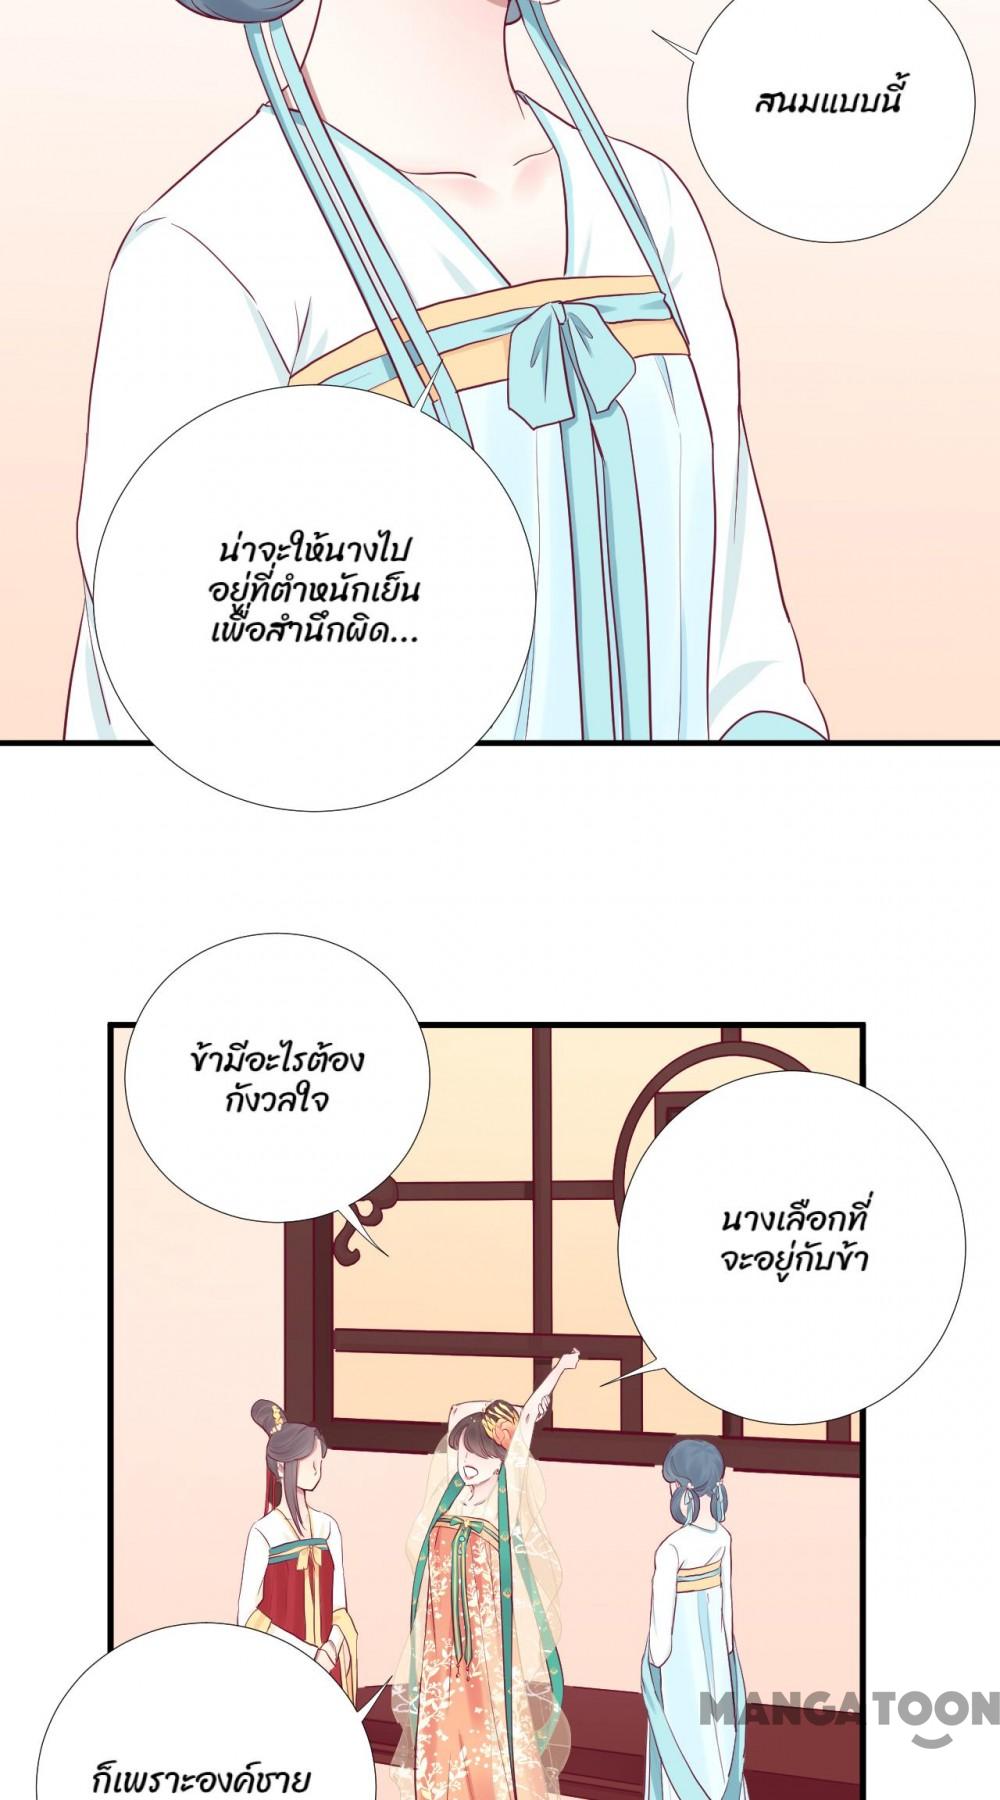 สนมแบบนี้
น่าจะให้นางไป
อยู่ที่ตำหนักเย็น
เพื่อสำนึกผิด...
ข้ามีอะไรต้อง
กังวลใจ
นางเลือกที่
จะอยู่กับข้า
MANGATOON
ก็เพราะองค์ชาย